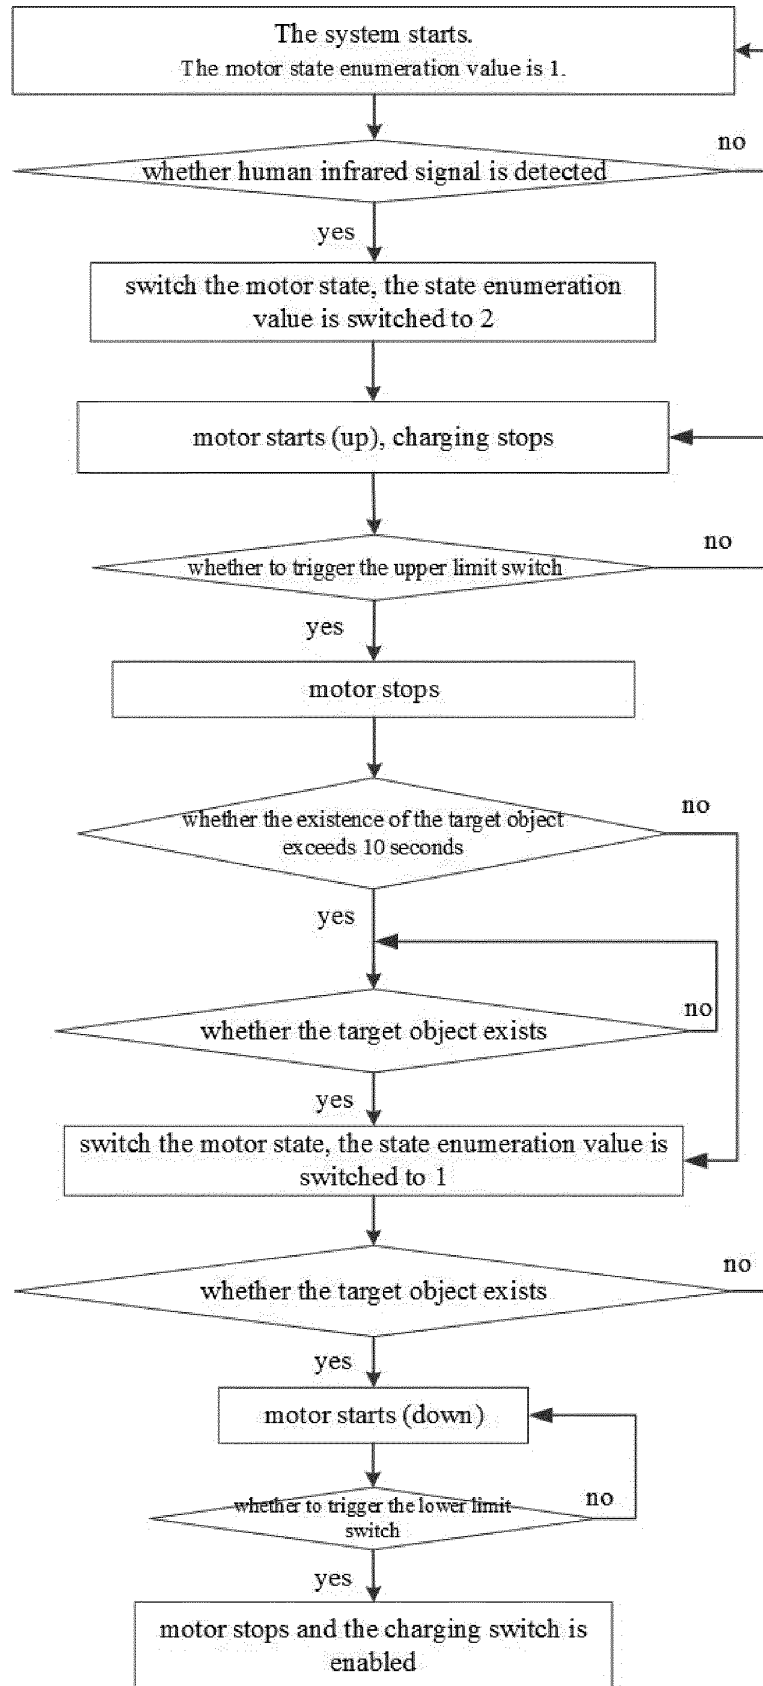 The system starts.
The motor state enumeration value is 1.
no
whether human infrared signal is detected
yes
switch the motor state, the state enumeration
value is switched to 2
motor starts (up), charging stops
no
whether to trigger the upper limit switch
yes
motor stops
no
whether the existence of the target object
exceeds 10 seconds
yes
no
whether the target object exists
yes
switch the motor state, the state enumeration value is
switched to 1
no
whether the target object exists
yes
motor starts (down)
no
whether to trigger the lower limit
switch
yes
motor stops and the charging switch is
enabled